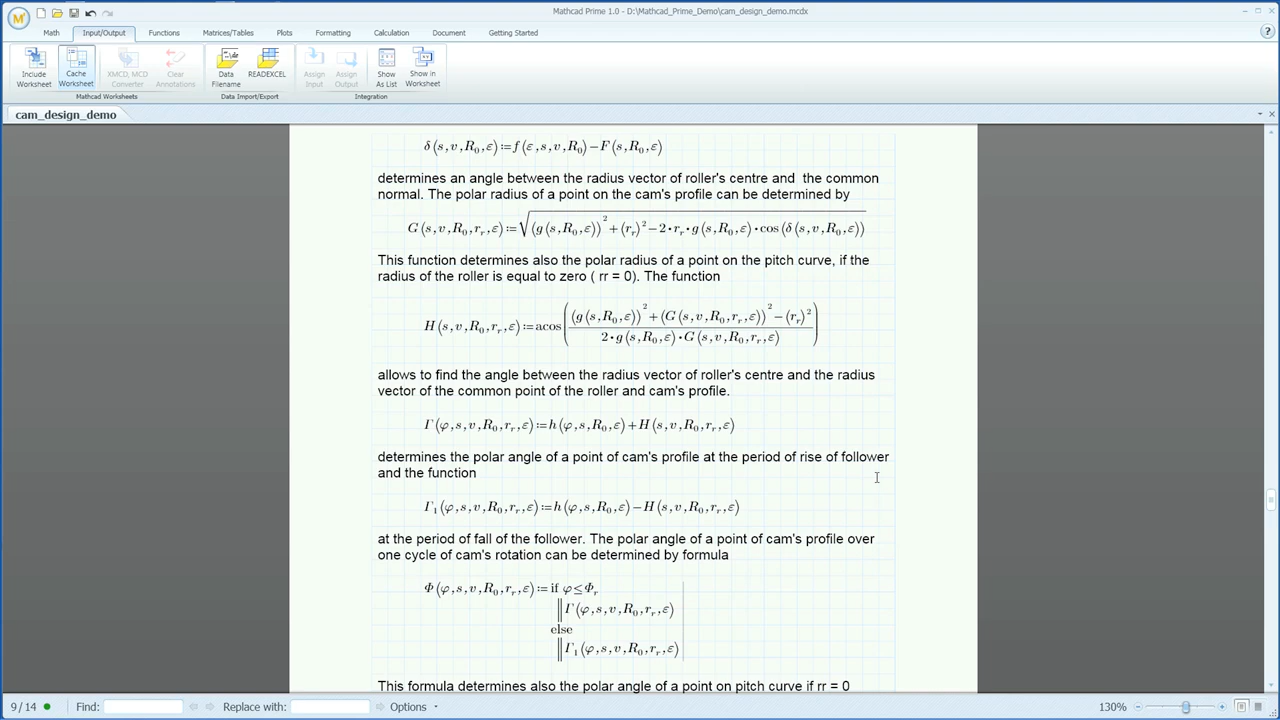 Mathcad Prime 1.0 - D:\Mathcad_Prime_Demo\cam_design_demo.mcdx
Math Input/Output Functions Matrices/Tables Plots Formatting Calculation Document Getting Started
Include Worksheet
Cache Worksheet
XMCD, MCD Converter
Clear Annotations
Data Filename
READEXCEL
Assign Input
Assign Output
Show As List
Show in Worksheet
Mathcad Worksheets
Data Import/Export
Integration
cam_design_demo
δ(s,v,R₀,ε):=f(ε,s,v,R₀)−F(s,R₀,ε)
determines an angle between the radius vector of roller's centre and the common
normal. The polar radius of a point on the cam's profile can be determined by
G(s,v,R₀,rᵣ,ε):=√((g(s,R₀,ε))²+(rᵣ)²−2·rᵣ·g(s,R₀,ε)·cos(δ(s,v,R₀,ε)))
This function determines also the polar radius of a point on the pitch curve, if the
radius of the roller is equal to zero ( rr = 0). The function
H(s,v,R₀,rᵣ,ε):=acos(((g(s,R₀,ε))²+(G(s,v,R₀,rᵣ,ε))²−(rᵣ)²)/(2·g(s,R₀,ε)·G(s,v,R₀,rᵣ,ε)))
allows to find the angle between the radius vector of roller's centre and the radius
vector of the common point of the roller and cam's profile.
Γ(φ,s,v,R₀,rᵣ,ε):=h(φ,s,R₀,ε)+H(s,v,R₀,rᵣ,ε)
determines the polar angle of a point of cam's profile at the period of rise of follower
and the function
Γ₁(φ,s,v,R₀,rᵣ,ε):=h(φ,s,R₀,ε)−H(s,v,R₀,rᵣ,ε)
at the period of fall of the follower. The polar angle of a point of cam's profile over
one cycle of cam's rotation can be determined by formula
Φ(φ,s,v,R₀,rᵣ,ε):=if φ≤Φᵣ
Γ(φ,s,v,R₀,rᵣ,ε)
else
Γ₁(φ,s,v,R₀,rᵣ,ε)
This formula determines also the polar angle of a point on pitch curve if rr = 0
9 / 14 Find: Replace with: Options 130%